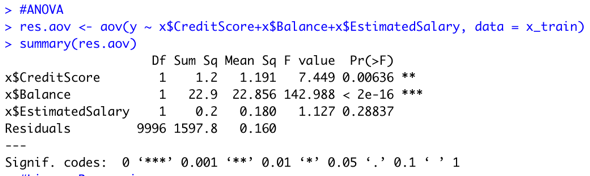 > #ANOVA
> res.aov <- aov(y ~ x$CreditScore+x$Balance+x$EstimatedSalary, data = x_train)
> summary(res.aov)
Df Sum Sq Mean Sq F value Pr(>F)
x$CreditScore 1 1.2 1.191 7.449 0.00636 **
x$Balance 1 22.9 22.856 142.988 < 2e-16 ***
x$EstimatedSalary 1 0.2 0.180 1.127 0.28837
Residuals 9996 1597.8 0.160
---
Signif. codes: 0 ‘***’ 0.001 ‘**’ 0.01 ‘*’ 0.05 ‘.’ 0.1 ‘ ’ 1